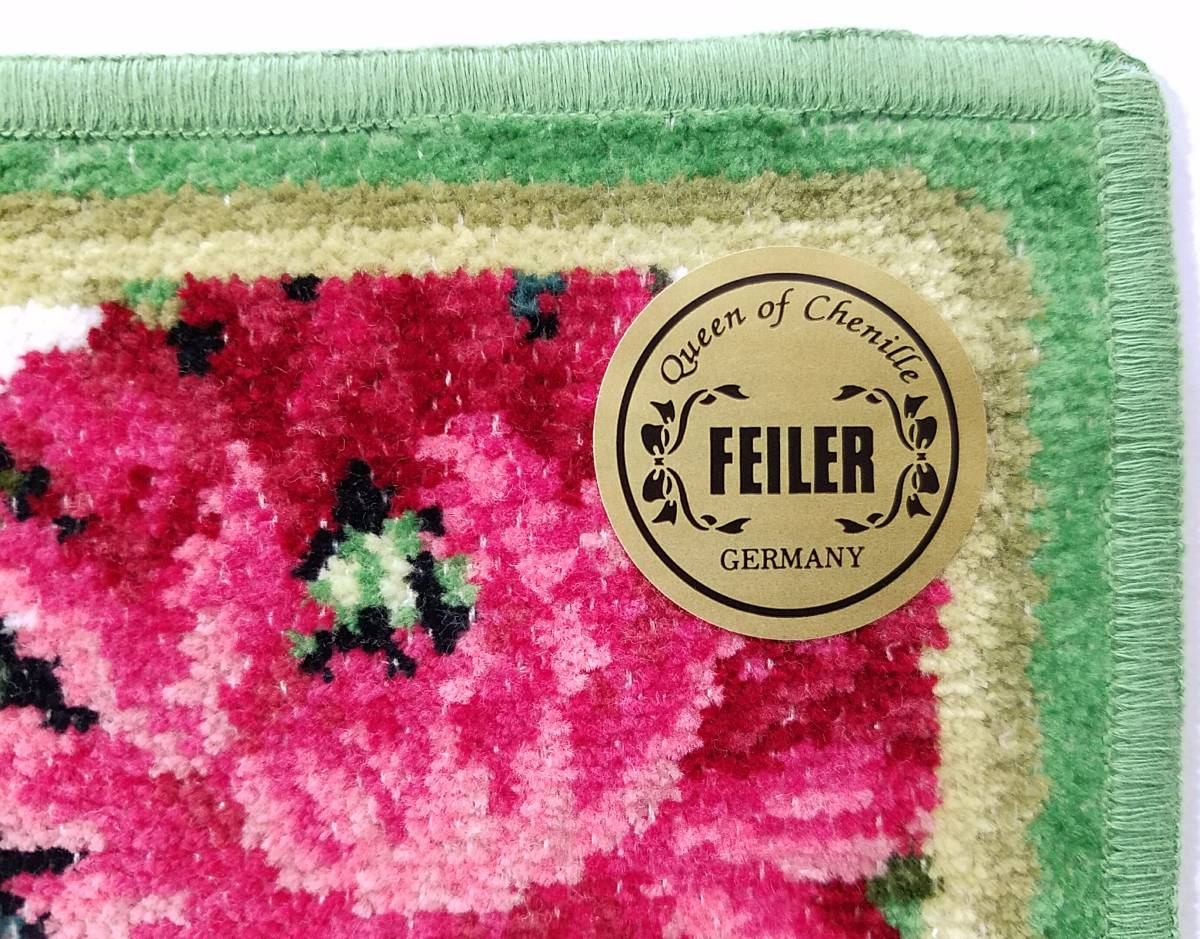 Queen of Chenille
FEILER
GERMANY